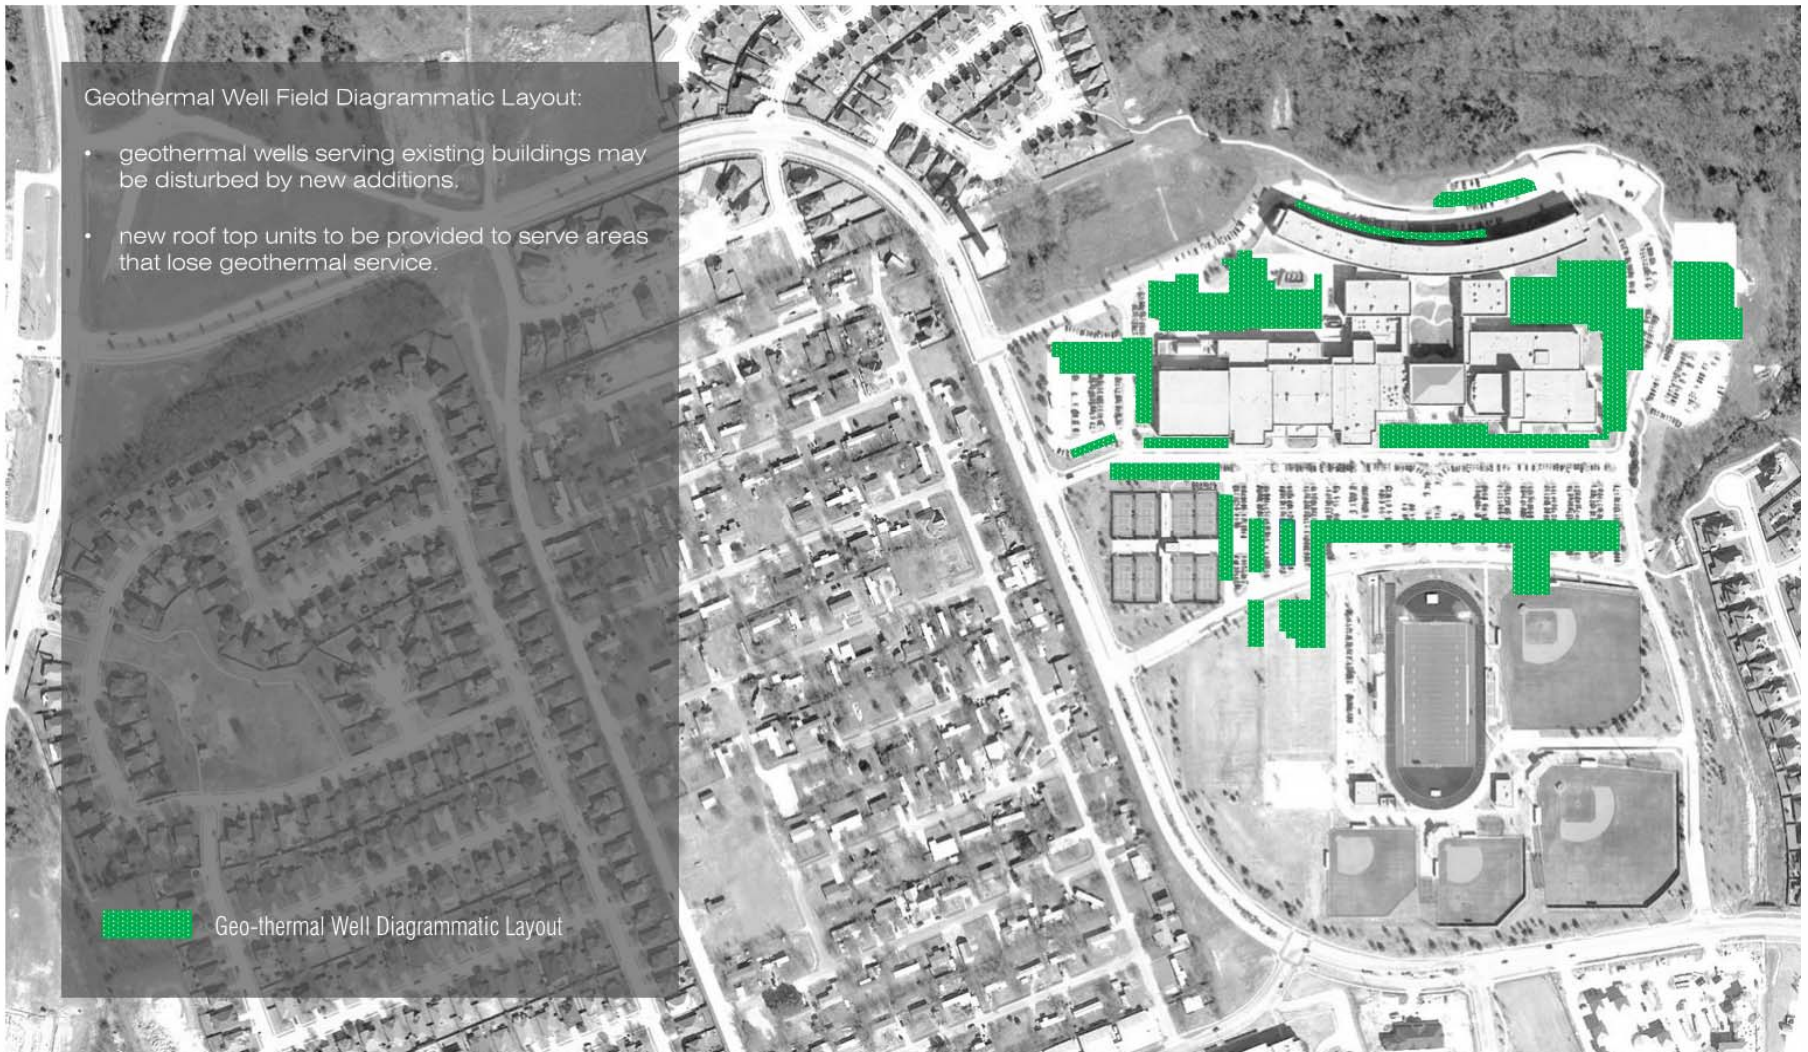 Geothermal Well Field Diagrammatic Layout:
• geothermal wells serving existing buildings may
be disturbed by new additions.
• new roof top units to be provided to serve areas
that lose geothermal service.
Geo-thermal Well Diagrammatic Layout